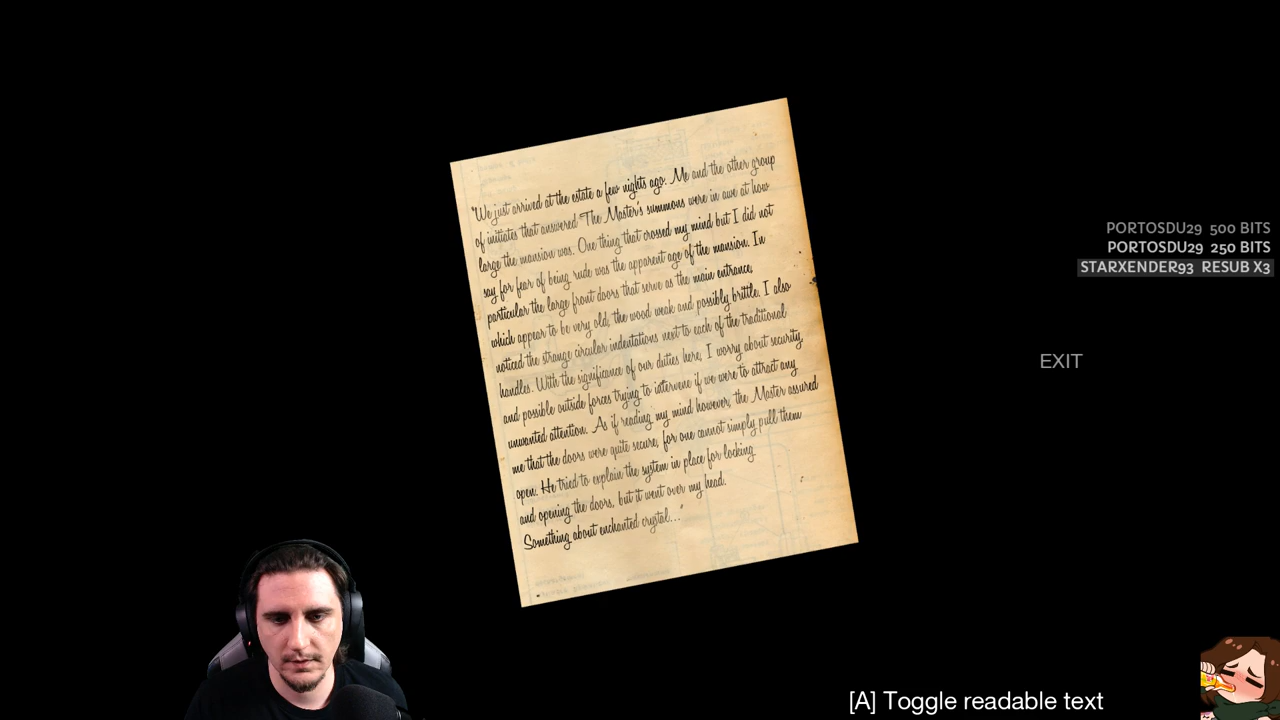 "We just arrived at the estate a few nights ago. Me and the other group
of initiates that answered The Master's summons were in awe at how
large the mansion was. One thing that crossed my mind but I did not
say for fear of being rude was the apparent age of the mansion. In
particular the large front doors that serve as the main entrance,
which appear to be very old, the wood weak and possibly brittle. I also
noticed the strange circular indentations next to each of the traditional
handles. With the significance of our duties here, I worry about security,
and possible outside forces trying to intervene if we were to attract any
unwanted attention. As if reading my mind however, the Master assured
me that the doors were quite secure, for one cannot simply pull them
open. He tried to explain the system in place for locking
and opening the doors, but it went over my head.
Something about enchanted crystal..."
PORTOSDU29 500 BITS
PORTOSDU29 250 BITS
STARXENDER93 RESUB X3
EXIT
[A] Toggle readable text